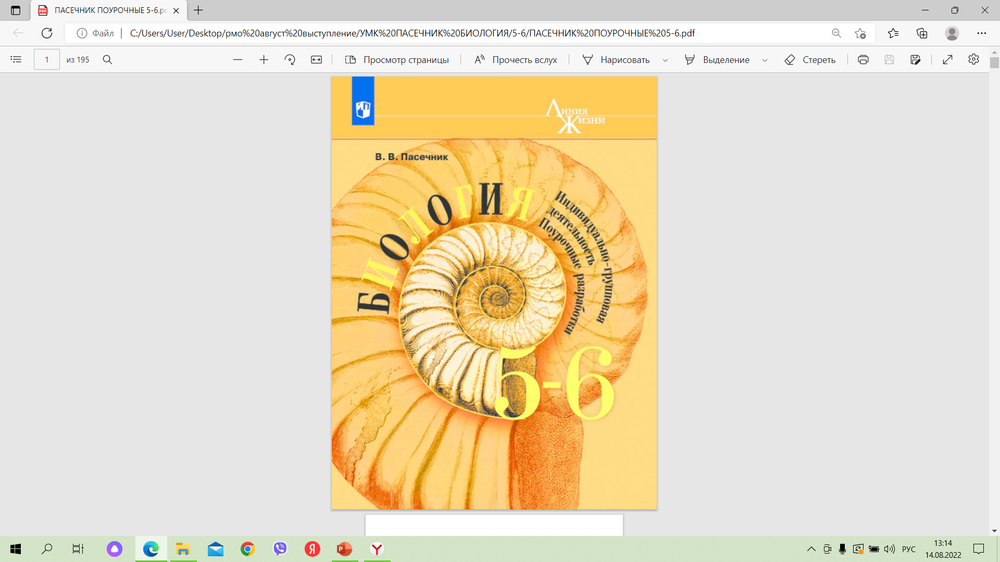 ПАСЕЧНИК ПОУРОЧНЫЕ 5-6.pd
Файл
C:/Users/User/Desktop/рмо%20август%20выступление/УМК%20ПАСЕЧНИК%20БИОЛОГИЯ/5-6/ПАСЕЧНИК%20ПОУРОЧНЫЕ%205-6.pdf
1 из 195
Просмотр страницы
Прочесть вслух
Нарисовать
Выделение
Стереть
ИП
Линия
Жизни
В. В. Пасечник
БИОЛОГИЯ
Индивидуально-групповая
деятельность
Поурочные разработки
5-6
РУС
13:14
14.08.2022